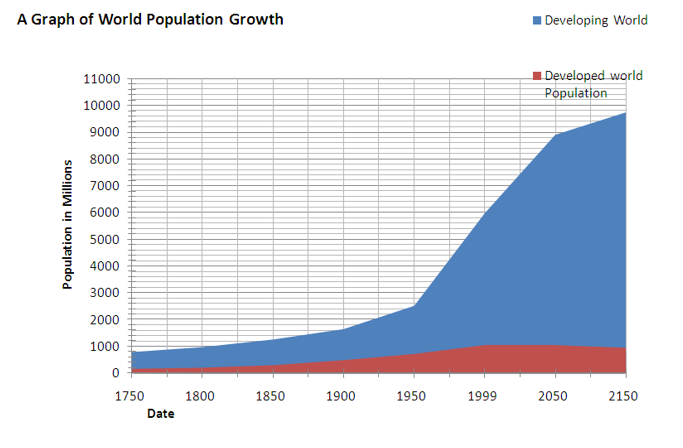 A Graph of World Population Growth
Developing World
Developed world
Population
11000
10000
9000
8000
7000
6000
5000
4000
3000
2000
1000
0
Population in Millions
1750 1800 1850 1900 1950 1999 2050 2150
Date